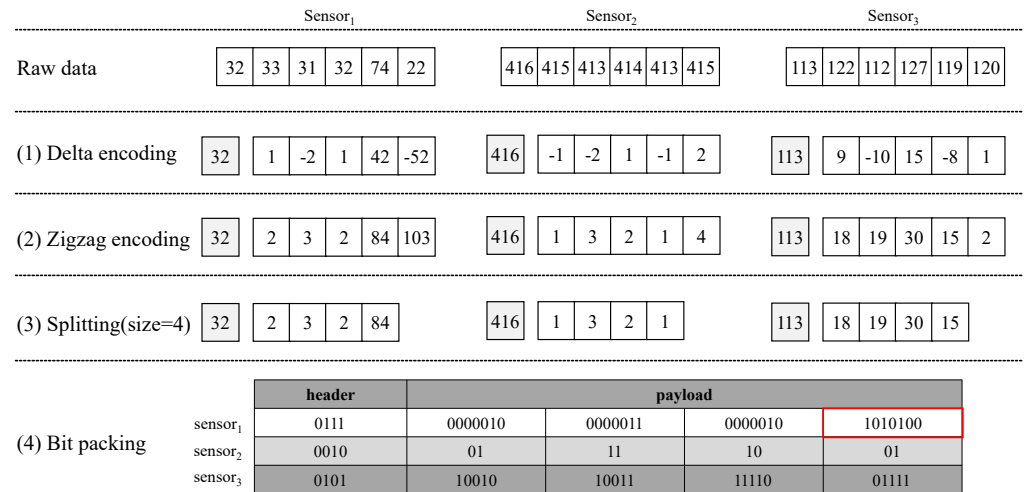 Sensor₁ Sensor₂ Sensor₃
Raw data 32 33 31 32 74 22 416 415 413 414 413 415 113 122 112 127 119 120
(1) Delta encoding 32 1 -2 1 42 -52 416 -1 -2 1 -1 2 113 9 -10 15 -8 1
(2) Zigzag encoding 32 2 3 2 84 103 416 1 3 2 1 4 113 18 19 30 15 2
(3) Splitting(size=4) 32 2 3 2 84 416 1 3 2 1 113 18 19 30 15
(4) Bit packing
header payload
sensor₁ 0111 0000010 0000011 0000010 1010100
sensor₂ 0010 01 11 10 01
sensor₃ 0101 10010 10011 11110 01111